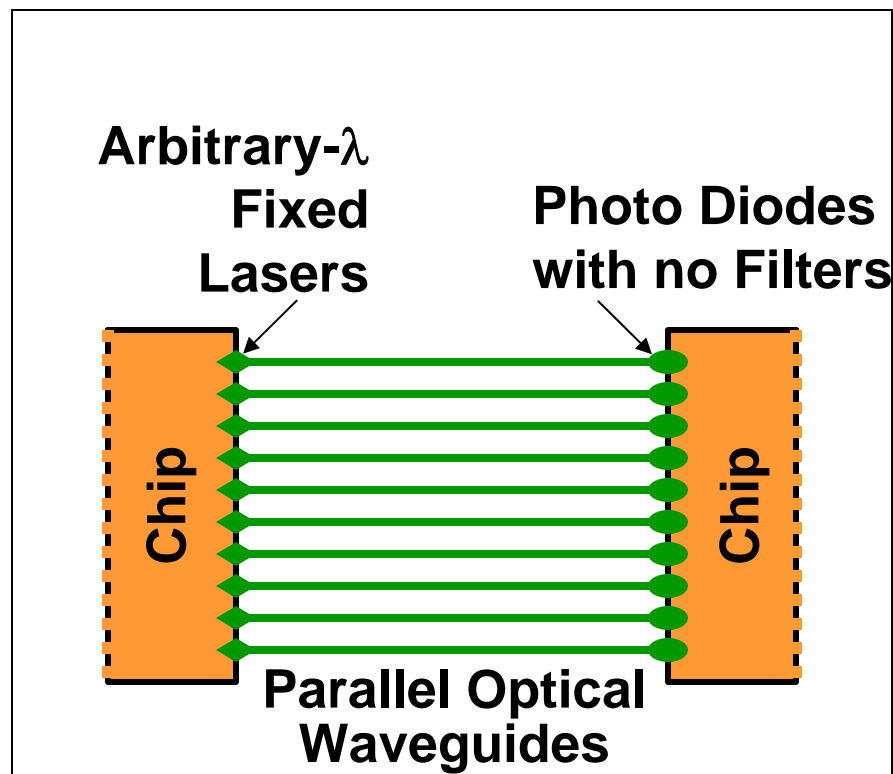 Arbitrary-λ
Fixed
Lasers
Photo Diodes
with no Filters
Chip
Chip
Parallel Optical
Waveguides